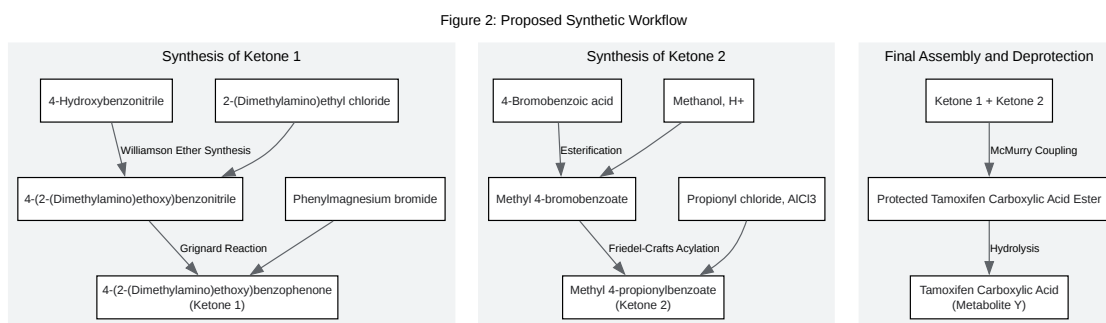 Figure 2: Proposed Synthetic Workflow
Synthesis of Ketone 1
4-Hydroxybenzonitrile
2-(Dimethylamino)ethyl chloride
Williamson Ether Synthesis
4-(2-(Dimethylamino)ethoxy)benzonitrile
Phenylmagnesium bromide
Grignard Reaction
4-(2-(Dimethylamino)ethoxy)benzophenone
(Ketone 1)
Synthesis of Ketone 2
4-Bromobenzoic acid
Methanol, H+
Esterification
Methyl 4-bromobenzoate
Propionyl chloride, AlCl3
Friedel-Crafts Acylation
Methyl 4-propionylbenzoate
(Ketone 2)
Final Assembly and Deprotection
Ketone 1 + Ketone 2
McMurry Coupling
Protected Tamoxifen Carboxylic Acid Ester
Hydrolysis
Tamoxifen Carboxylic Acid
(Metabolite Y)